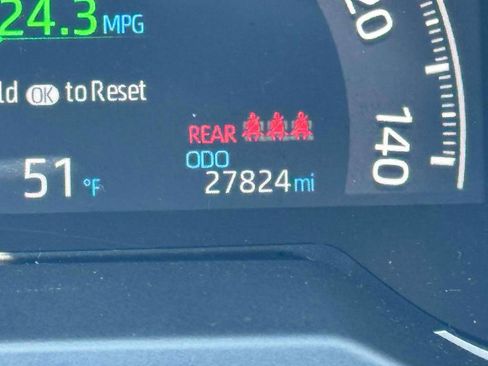 24.3 MPG
ld OK to Reset
20
140
REAR
ODO
51 °F
27824 mi